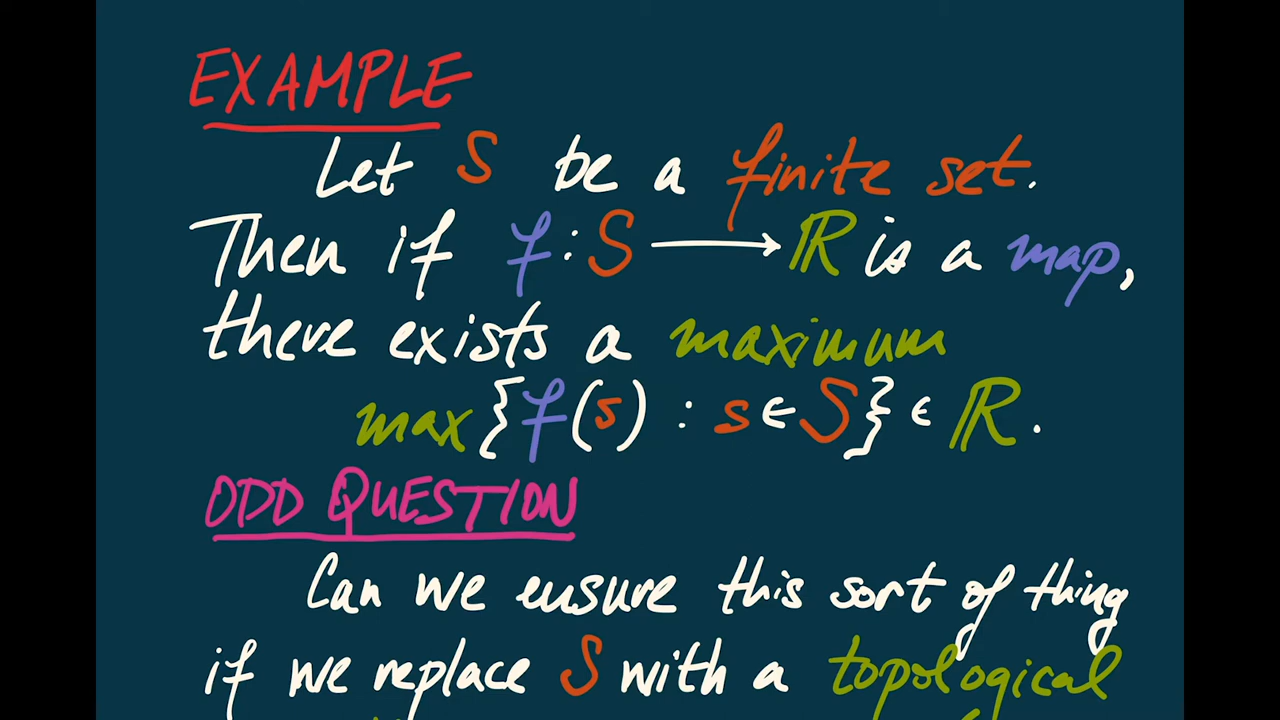 EXAMPLE
Let S be a finite set.
Then if f : S ⟶ ℝ is a map,
there exists a maximum
max{f(s) : s ∈ S} ∈ ℝ.
ODD QUESTION
Can we ensure this sort of thing
if we replace S with a topological